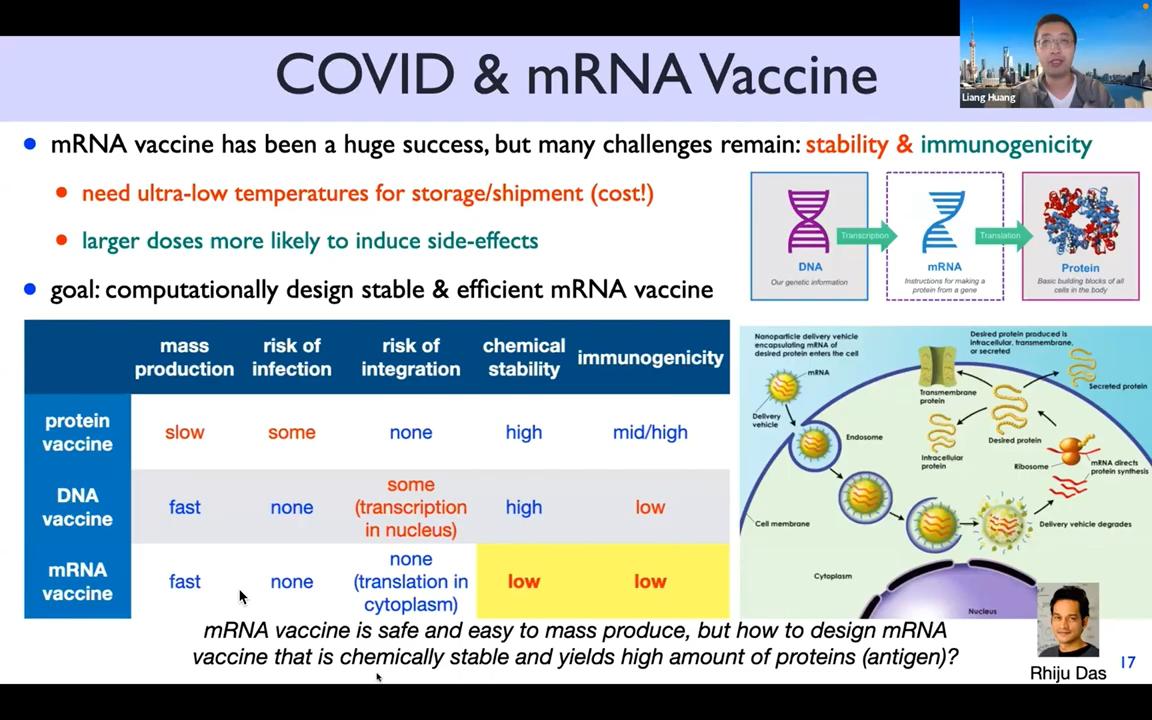 COVID & mRNA Vaccine
Liang Huang
mRNA vaccine has been a huge success, but many challenges remain: stability & immunogenicity
need ultra-low temperatures for storage/shipment (cost!)
larger doses more likely to induce side-effects
goal: computationally design stable & efficient mRNA vaccine
Transcription
Translation
DNA
Our genetic information
mRNA
Instructions for making a
protein from a gene
Protein
Basic building blocks of all
cells in the body
mass
production
risk of
infection
risk of
integration
chemical
stability
immunogenicity
protein
vaccine
slow
some
none
high
mid/high
DNA
vaccine
fast
none
some
(transcription
in nucleus)
high
low
mRNA
vaccine
fast
none
none
(translation in
cytoplasm)
low
low
Nanoparticle delivery vehicle
encapsulating mRNA of
desired protein enters the cell
mRNA
Delivery
vehicle
Endosome
Desired protein produced is
intracellular, transmembrane,
or secreted
Transmembrane
protein
Secreted protein
Intracellular
protein
Desired protein
Ribosome
mRNA directs
protein synthesis
Delivery vehicle degrades
Cell membrane
Cytoplasm
Nucleus
mRNA vaccine is safe and easy to mass produce, but how to design mRNA
vaccine that is chemically stable and yields high amount of proteins (antigen)?
Rhiju Das
17